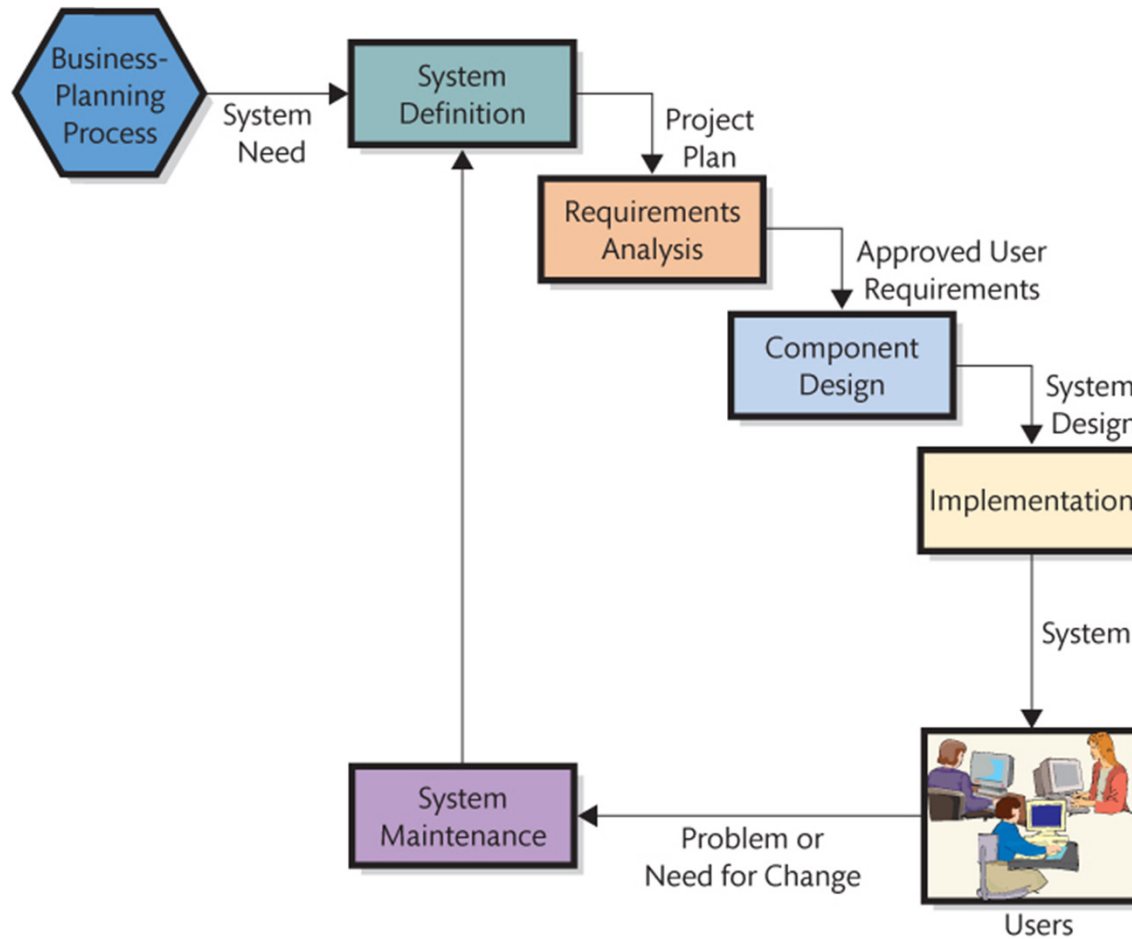 Business-
Planning
Process
System
Need
System
Definition
Project
Plan
Requirements
Analysis
Approved User
Requirements
Component
Design
System
Design
Implementation
System
Users
Problem or
Need for Change
System
Maintenance